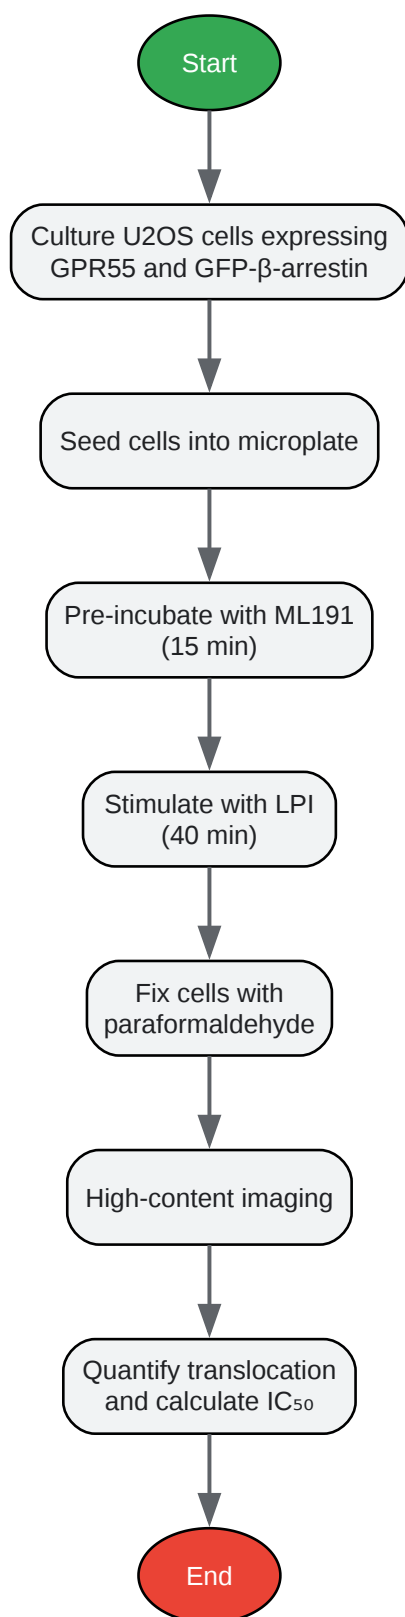 Start
Culture U2OS cells expressing
GPR55 and GFP-β-arrestin
Seed cells into microplate
Pre-incubate with ML191
(15 min)
Stimulate with LPI
(40 min)
Fix cells with
paraformaldehyde
High-content imaging
Quantify translocation
and calculate IC₅₀
End